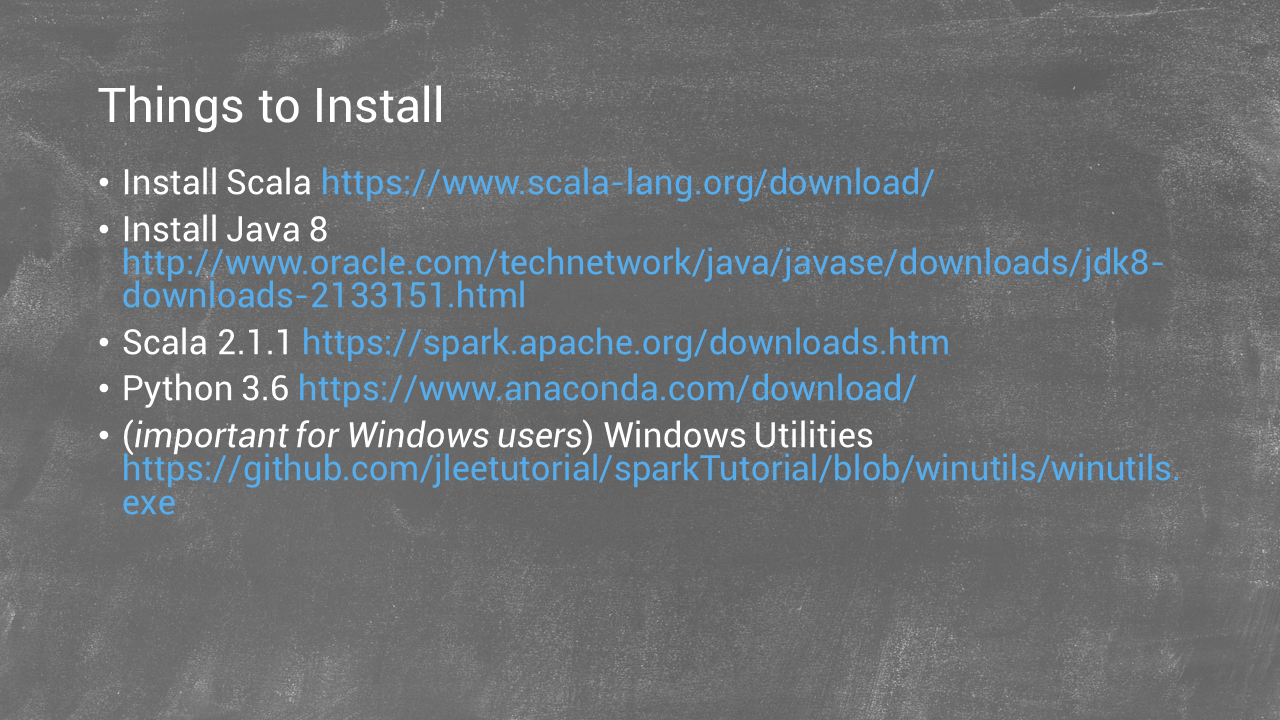 Things to Install
• Install Scala https://www.scala-lang.org/download/
• Install Java 8
http://www.oracle.com/technetwork/java/javase/downloads/jdk8-
downloads-2133151.html
• Scala 2.1.1 https://spark.apache.org/downloads.htm
• Python 3.6 https://www.anaconda.com/download/
• (important for Windows users) Windows Utilities
https://github.com/jleetutorial/sparkTutorial/blob/winutils/winutils.
exe